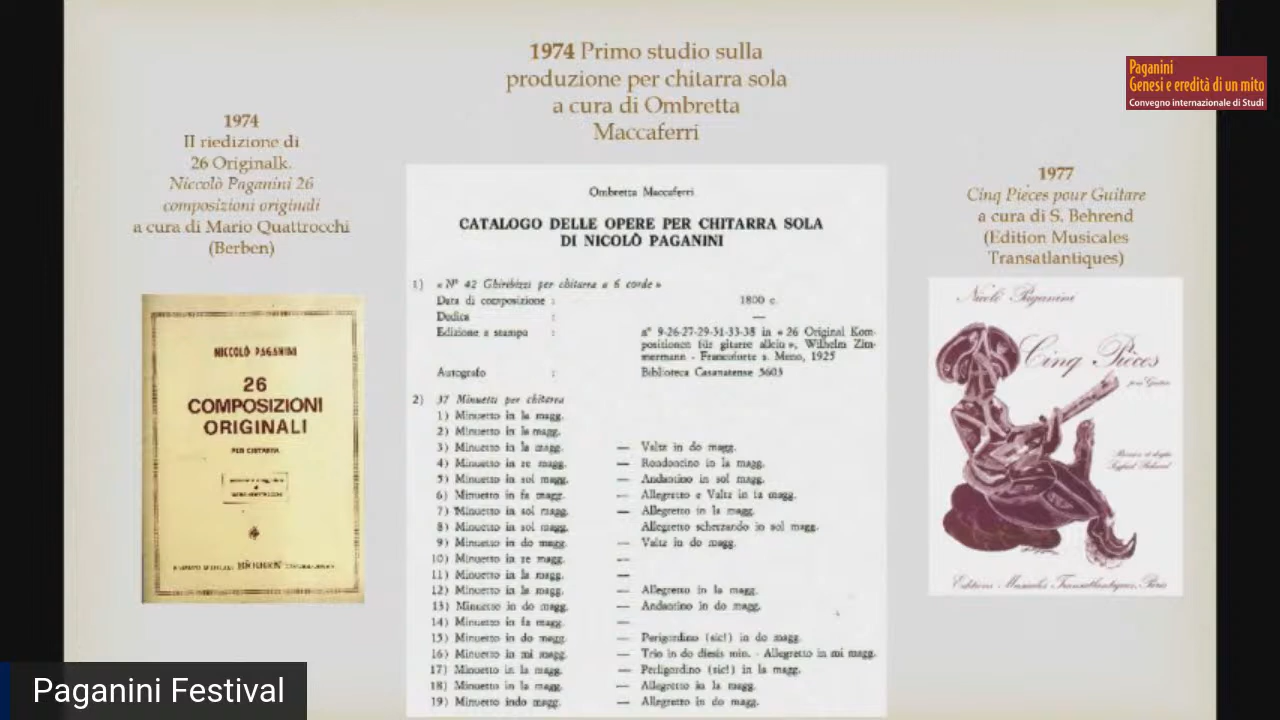 1974 Primo studio sulla
produzione per chitarra sola
a cura di Ombretta
Maccaferri
Paganini
Genesi e eredità di un mito
Convegno internazionale di Studi
1974
II riedizione di
26 Originalk.
Niccolò Paganini 26
composizioni originali
a cura di Mario Quattrocchi
(Berben)
NICCOLÒ PAGANINI
26
COMPOSIZIONI
ORIGINALI
PER CHITARRA
BÈRBEN
Ombretta Maccaferri
CATALOGO DELLE OPERE PER CHITARRA SOLA
DI NICOLÒ PAGANINI
1) «Nº 42 Ghiribizzi per chitarra a 6 corde»
Data di composizione : 1800 c.
Dedica : —
Edizione a stampa : nº 9-26-27-29-31-33-38 in « 26 Original Kom-
positionen für gitarre allein », Wilhelm Zim-
mermann - Francoforte s. Meno, 1925
Autografo : Biblioteca Casanatense 5603
2) 37 Minuetti per chitarra
1) Minuetto in la magg.
2) Minuetto in la magg.
3) Minuetto in la magg. — Valtz in do magg.
4) Minuetto in re magg. — Rondoncino in la magg.
5) Minuetto in sol magg. — Andantino in sol magg.
6) Minuetto in fa magg. — Allegretto e Valtz in fa magg.
7) Minuetto in sol magg. — Allegretto in la magg.
8) Minuetto in sol magg. Allegretto scherzando in sol magg.
9) Minuetto in do magg. — Valtz in do magg.
10) Minuetto in re magg. —
11) Minuetto in la magg. —
12) Minuetto in la magg. — Allegretto in la magg.
13) Minuetto in do magg. — Andantino in do magg.
14) Minuetto in fa magg. —
15) Minuetto in do magg. — Perigordino (sic!) in do magg.
16) Minuetto in mi magg. — Trio in do diesis min. - Allegretto in mi magg.
17) Minuetto in la magg. — Perligordino (sic!) in la magg.
18) Minuetto in la magg. — Allegretto in la magg.
19) Minuetto indo magg. — Allegretto in do magg.
1977
Cinq Pièces pour Guitare
a cura di S. Behrend
(Edition Musicales
Transatlantiques)
Nicolò Paganini
Cinq Pièces
pour Guitare
Editions Musicales Transatlantiques, Paris
Paganini Festival